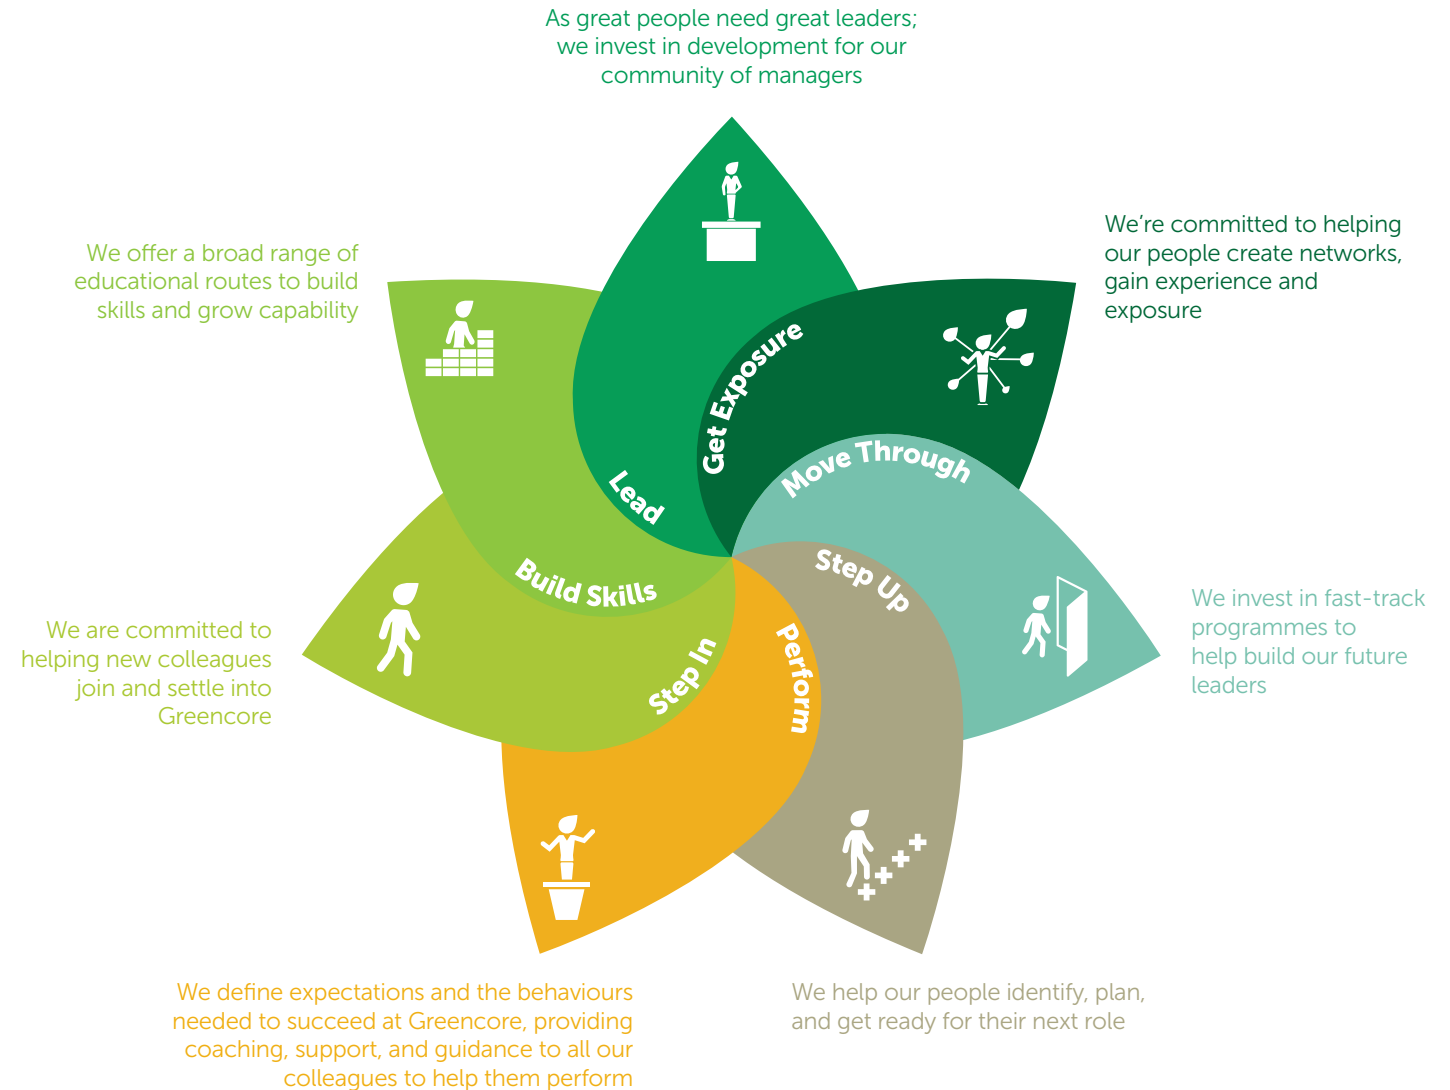 As great people need great leaders;
we invest in development for our
community of managers
We're committed to helping
our people create networks,
gain experience and
exposure
We offer a broad range of
educational routes to build
skills and grow capability
Get Exposure
Move Through
Lead
Build Skills
Step Up
Step In
Perform
We invest in fast-track
programmes to
help build our future
leaders
We are committed to
helping new colleagues
join and settle into
Greencore
We define expectations and the behaviours
needed to succeed at Greencore, providing
coaching, support, and guidance to all our
colleagues to help them perform
We help our people identify, plan,
and get ready for their next role